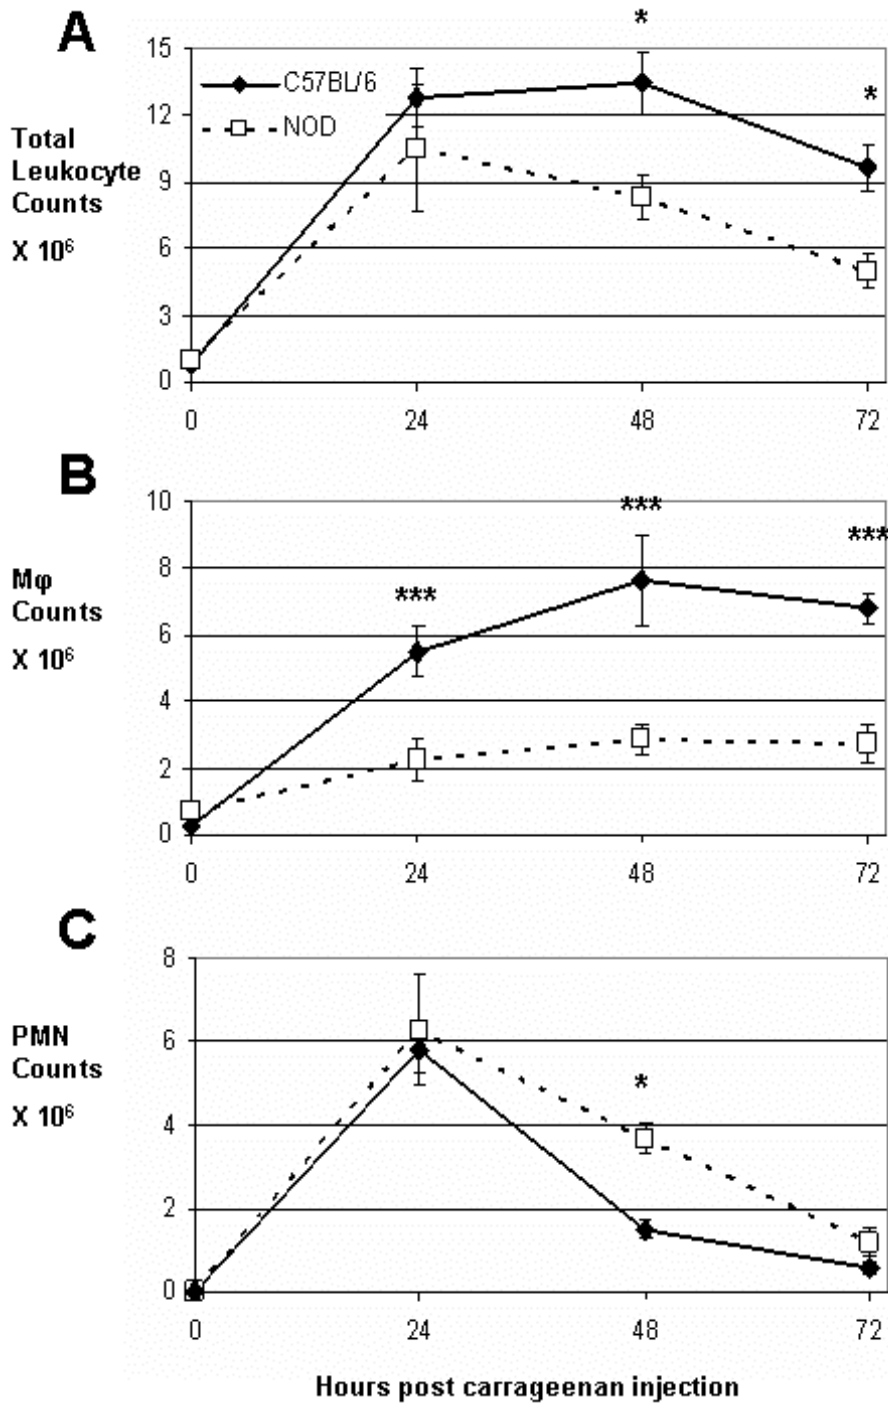 A
*
15
C57BL/6
12
NOD
*
Total
Leukocyte
Counts
X 10⁶
9
6
3
0
0 24 48 72
B
10
***
***
***
8
Mφ
Counts
X 10⁶
6
4
2
0
0 24 48 72
C
8
PMN
Counts
X 10⁶
6
*
4
2
0
0 24 48 72
Hours post carrageenan injection